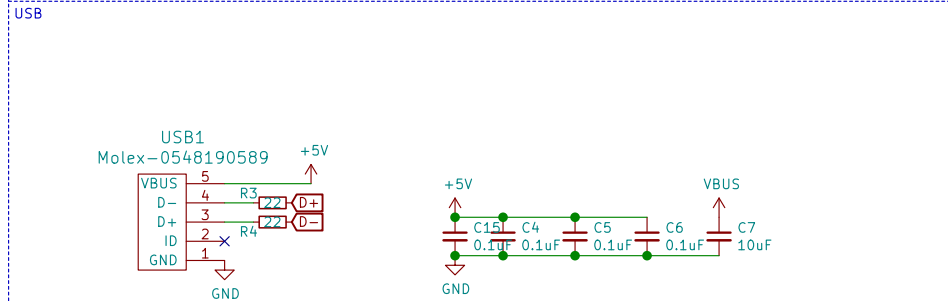 USB
USB1
Molex-0548190589
+5V
VBUS 5
D- 4 R3 22 D+
D+ 3 R4 22 D-
ID 2
GND 1
GND
+5V
VBUS
C15 C4 C5 C6 C7
0.1uF 0.1uF 0.1uF 0.1uF 10uF
GND